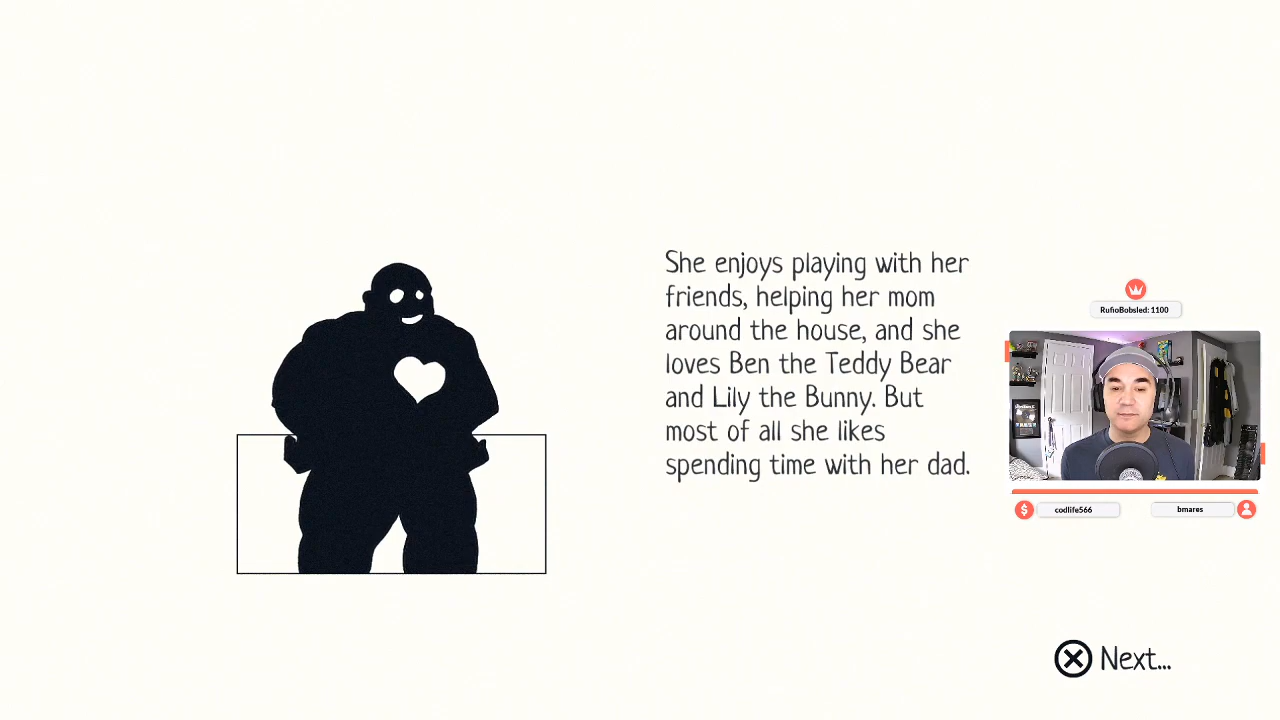 She enjoys playing with her
friends, helping her mom
around the house, and she
loves Ben the Teddy Bear
and Lily the Bunny. But
most of all she likes
spending time with her dad.
RufioBobsled: 1100
codlife566
bmares
Next...